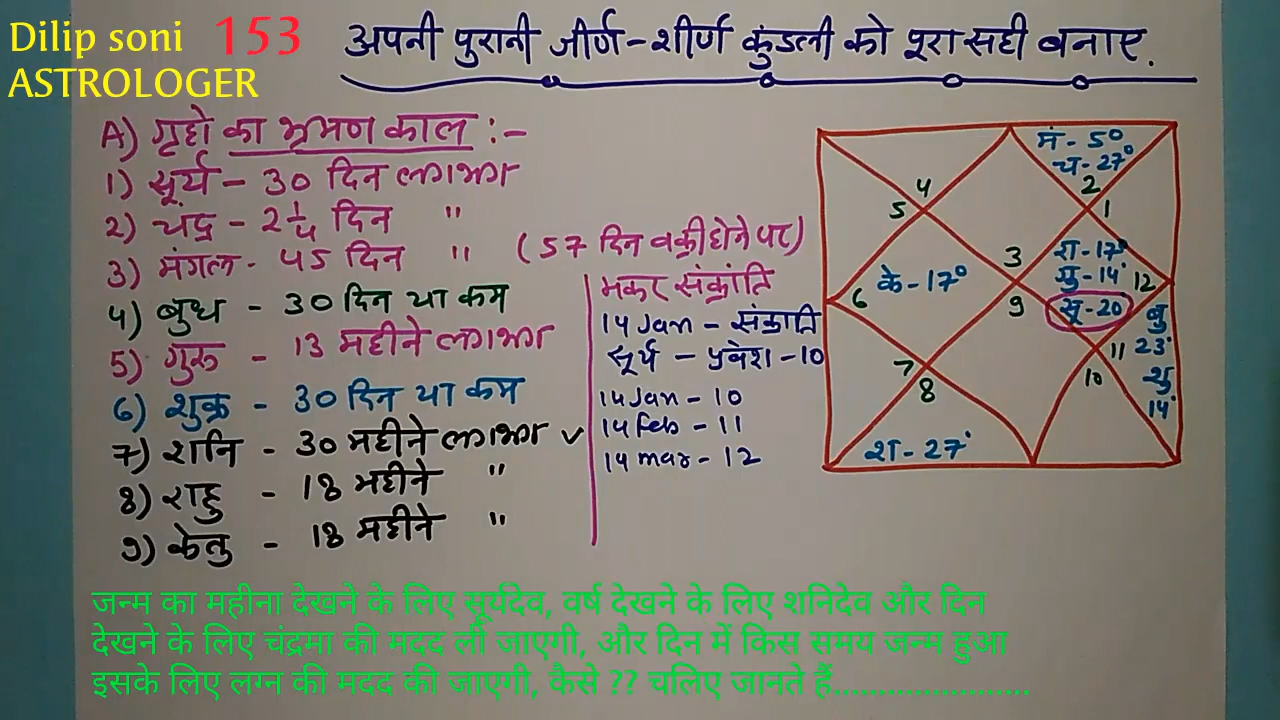 Dilip soni 153
ASTROLOGER
अपनी पुरानी जीर्ण-शीर्ण कुंडली को पूरा सही बनाए.
A) गृहो का भ्रमण काल :-
1) सूर्य - 30 दिन लगभग
2) चंद्र - 2 1/4 दिन "
3) मंगल - 45 दिन " (57 दिन वक्री होने पर)
4) बुध - 30 दिन या कम
5) गुरू - 13 महीने लगभग
6) शुक्र - 30 दिन या कम
7) शनि - 30 महीने लगभग ✓
8) राहु - 18 महीने "
9) केतु - 18 महीने "
मकर संक्रांति
14 Jan - संक्राति
सूर्य - प्रवेश - 10
14 Jan - 10
14 Feb - 11
14 mar - 12
मं - 5°
च - 27°
2
1
4
5
3
रा - 17°
गु - 14°
12
सू - 20
के - 17°
6
9
बु
23°
11
10
शु
14°
7
8
श - 27°
जन्म का महीना देखने के लिए सूर्यदेव, वर्ष देखने के लिए शनिदेव और दिन
देखने के लिए चंद्रमा की मदद ली जाएगी, और दिन में किस समय जन्म हुआ
इसके लिए लग्न की मदद की जाएगी, कैसे ?? चलिए जानते हैं......................